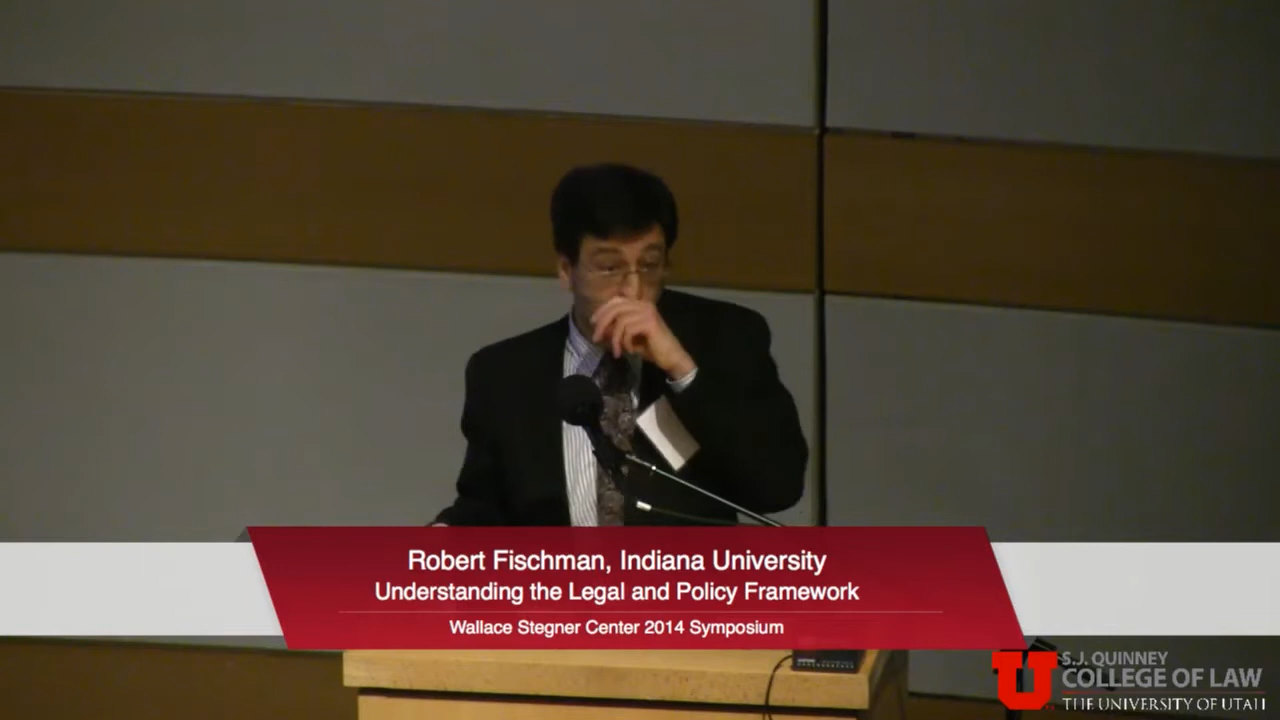 Robert Fischman, Indiana University
Understanding the Legal and Policy Framework
Wallace Stegner Center 2014 Symposium
U
S.J. QUINNEY
COLLEGE OF LAW
THE UNIVERSITY OF UTAH